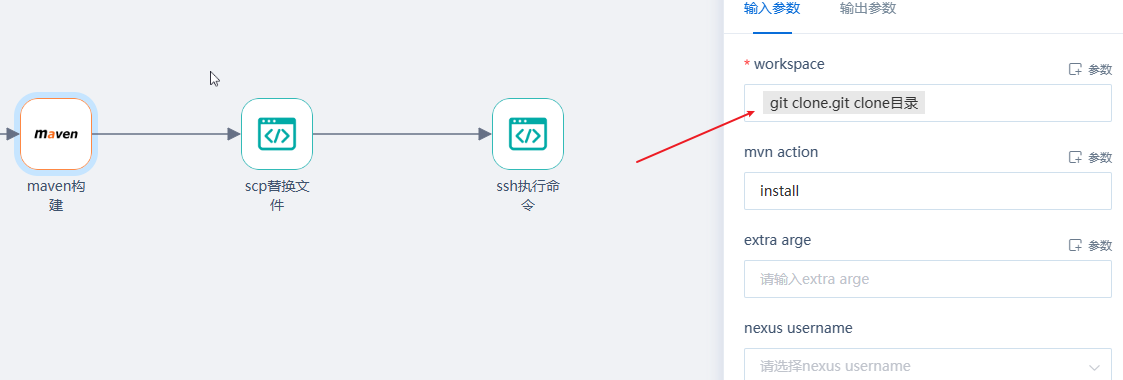 输入参数
输出参数
* workspace
参数
git clone.git clone目录
mvn action
参数
install
extra arge
参数
请输入extra arge
nexus username
请选择nexus username
maven
maven构
建
scp替换文
件
ssh执行命
令